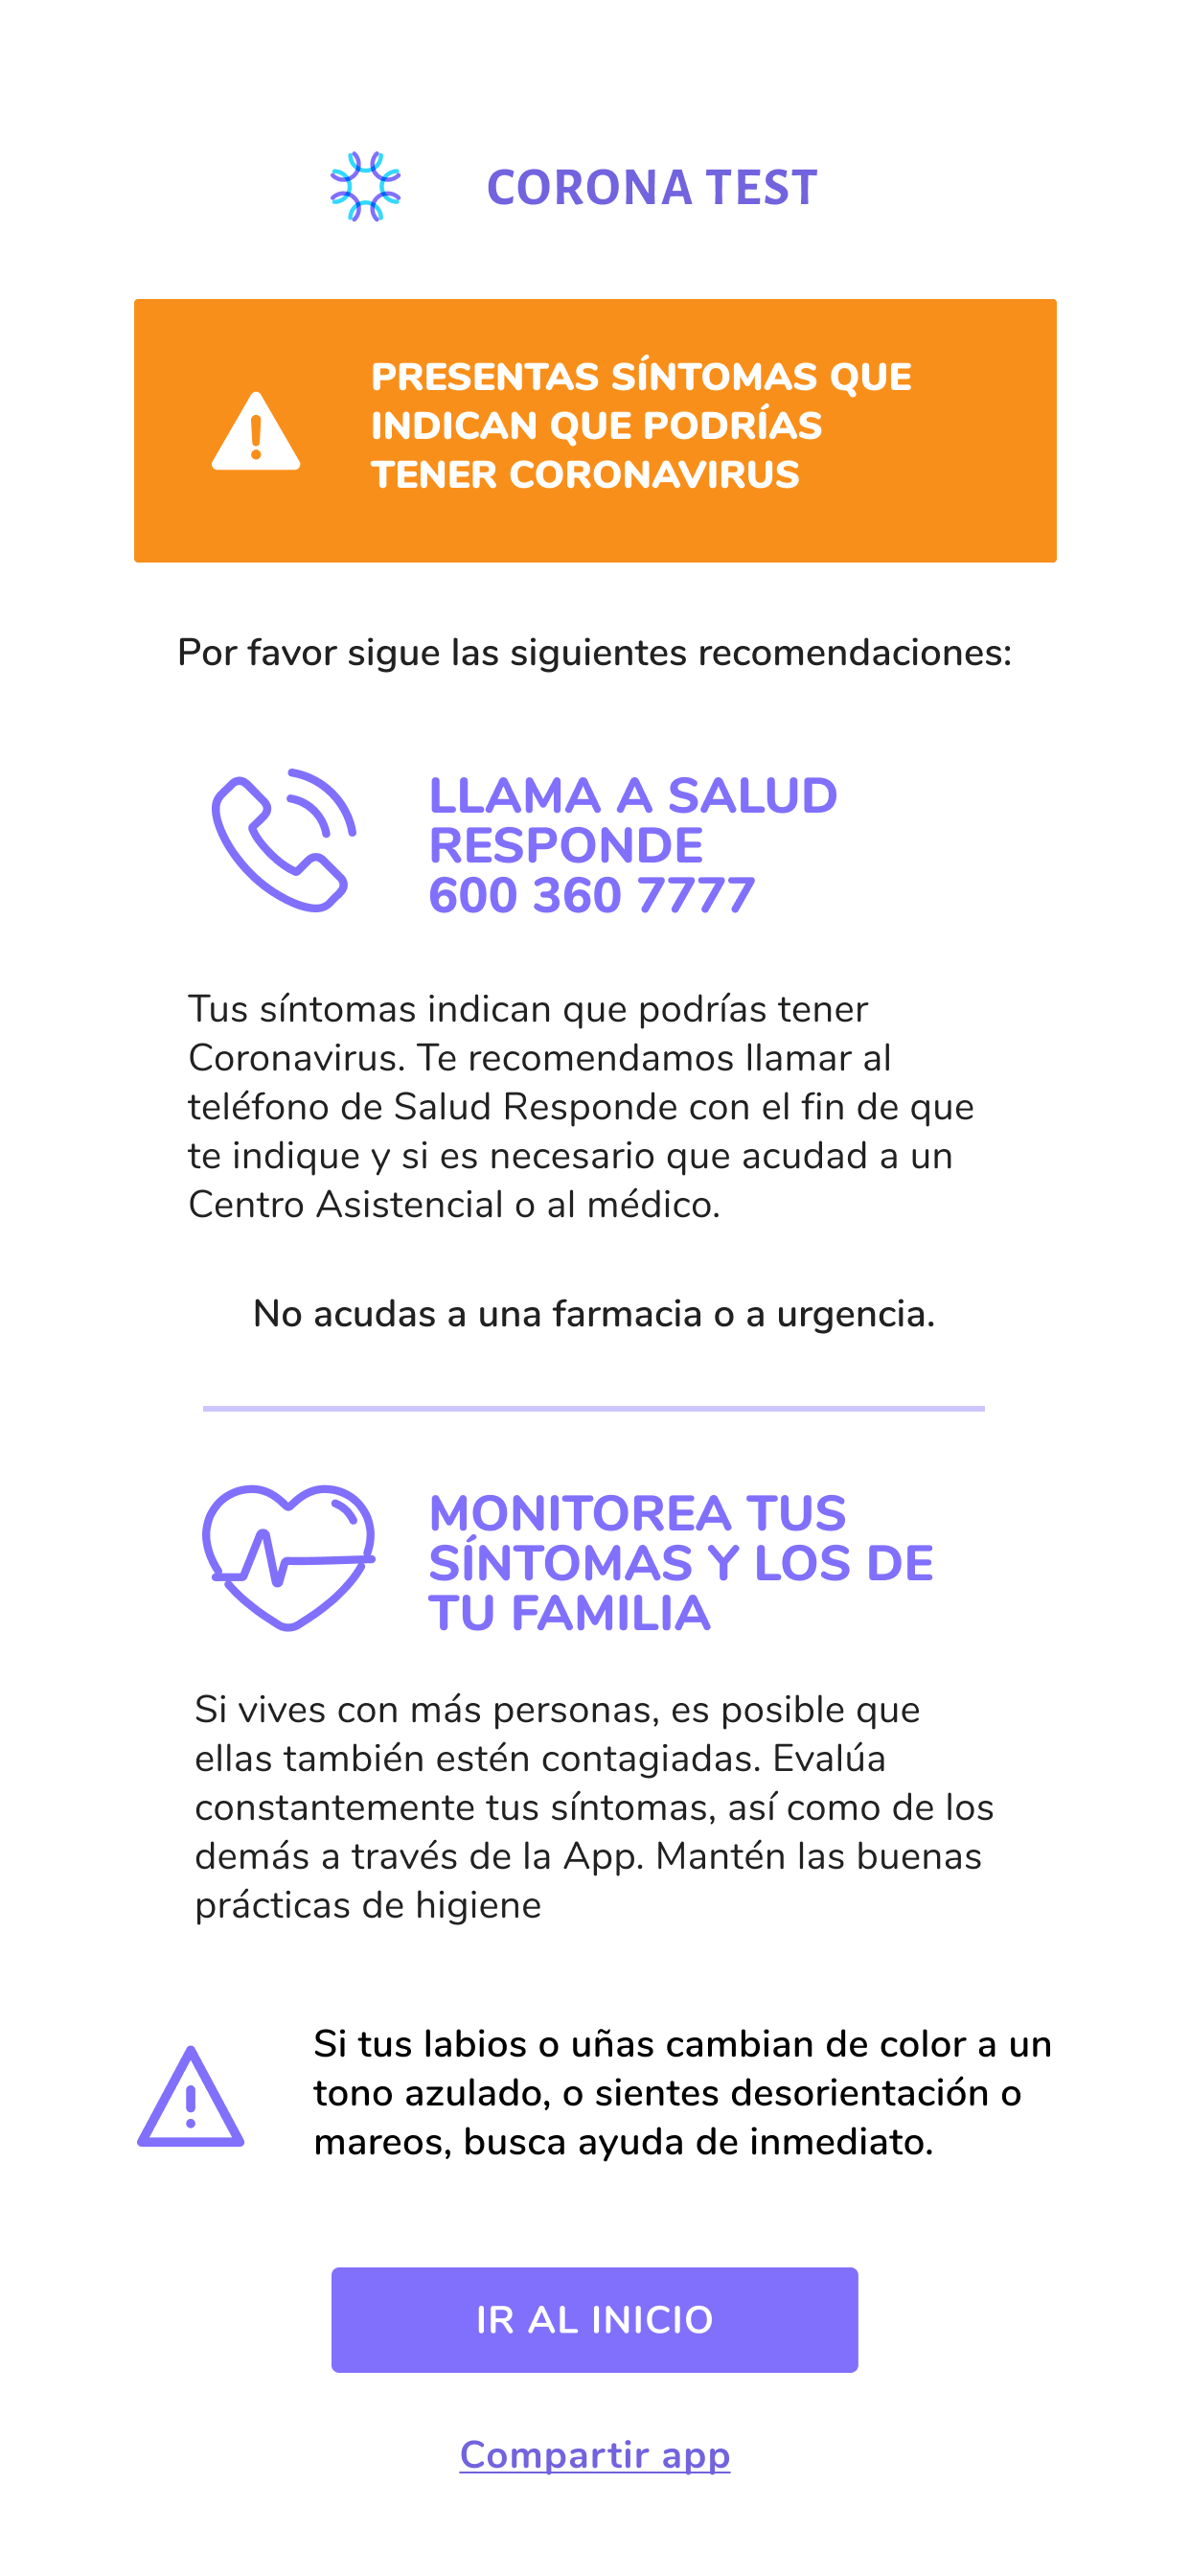 CORONA TEST
PRESENTAS SÍNTOMAS QUE
INDICAN QUE PODRÍAS
TENER CORONAVIRUS
Por favor sigue las siguientes recomendaciones:
LLAMA A SALUD
RESPONDE
600 360 7777
Tus síntomas indican que podrías tener
Coronavirus. Te recomendamos llamar al
teléfono de Salud Responde con el fin de que
te indique y si es necesario que acudad a un
Centro Asistencial o al médico.
No acudas a una farmacia o a urgencia.
MONITOREA TUS
SÍNTOMAS Y LOS DE
TU FAMILIA
Si vives con más personas, es posible que
ellas también estén contagiadas. Evalúa
constantemente tus síntomas, así como de los
demás a través de la App. Mantén las buenas
prácticas de higiene
Si tus labios o uñas cambian de color a un
tono azulado, o sientes desorientación o
mareos, busca ayuda de inmediato.
IR AL INICIO
Compartir app